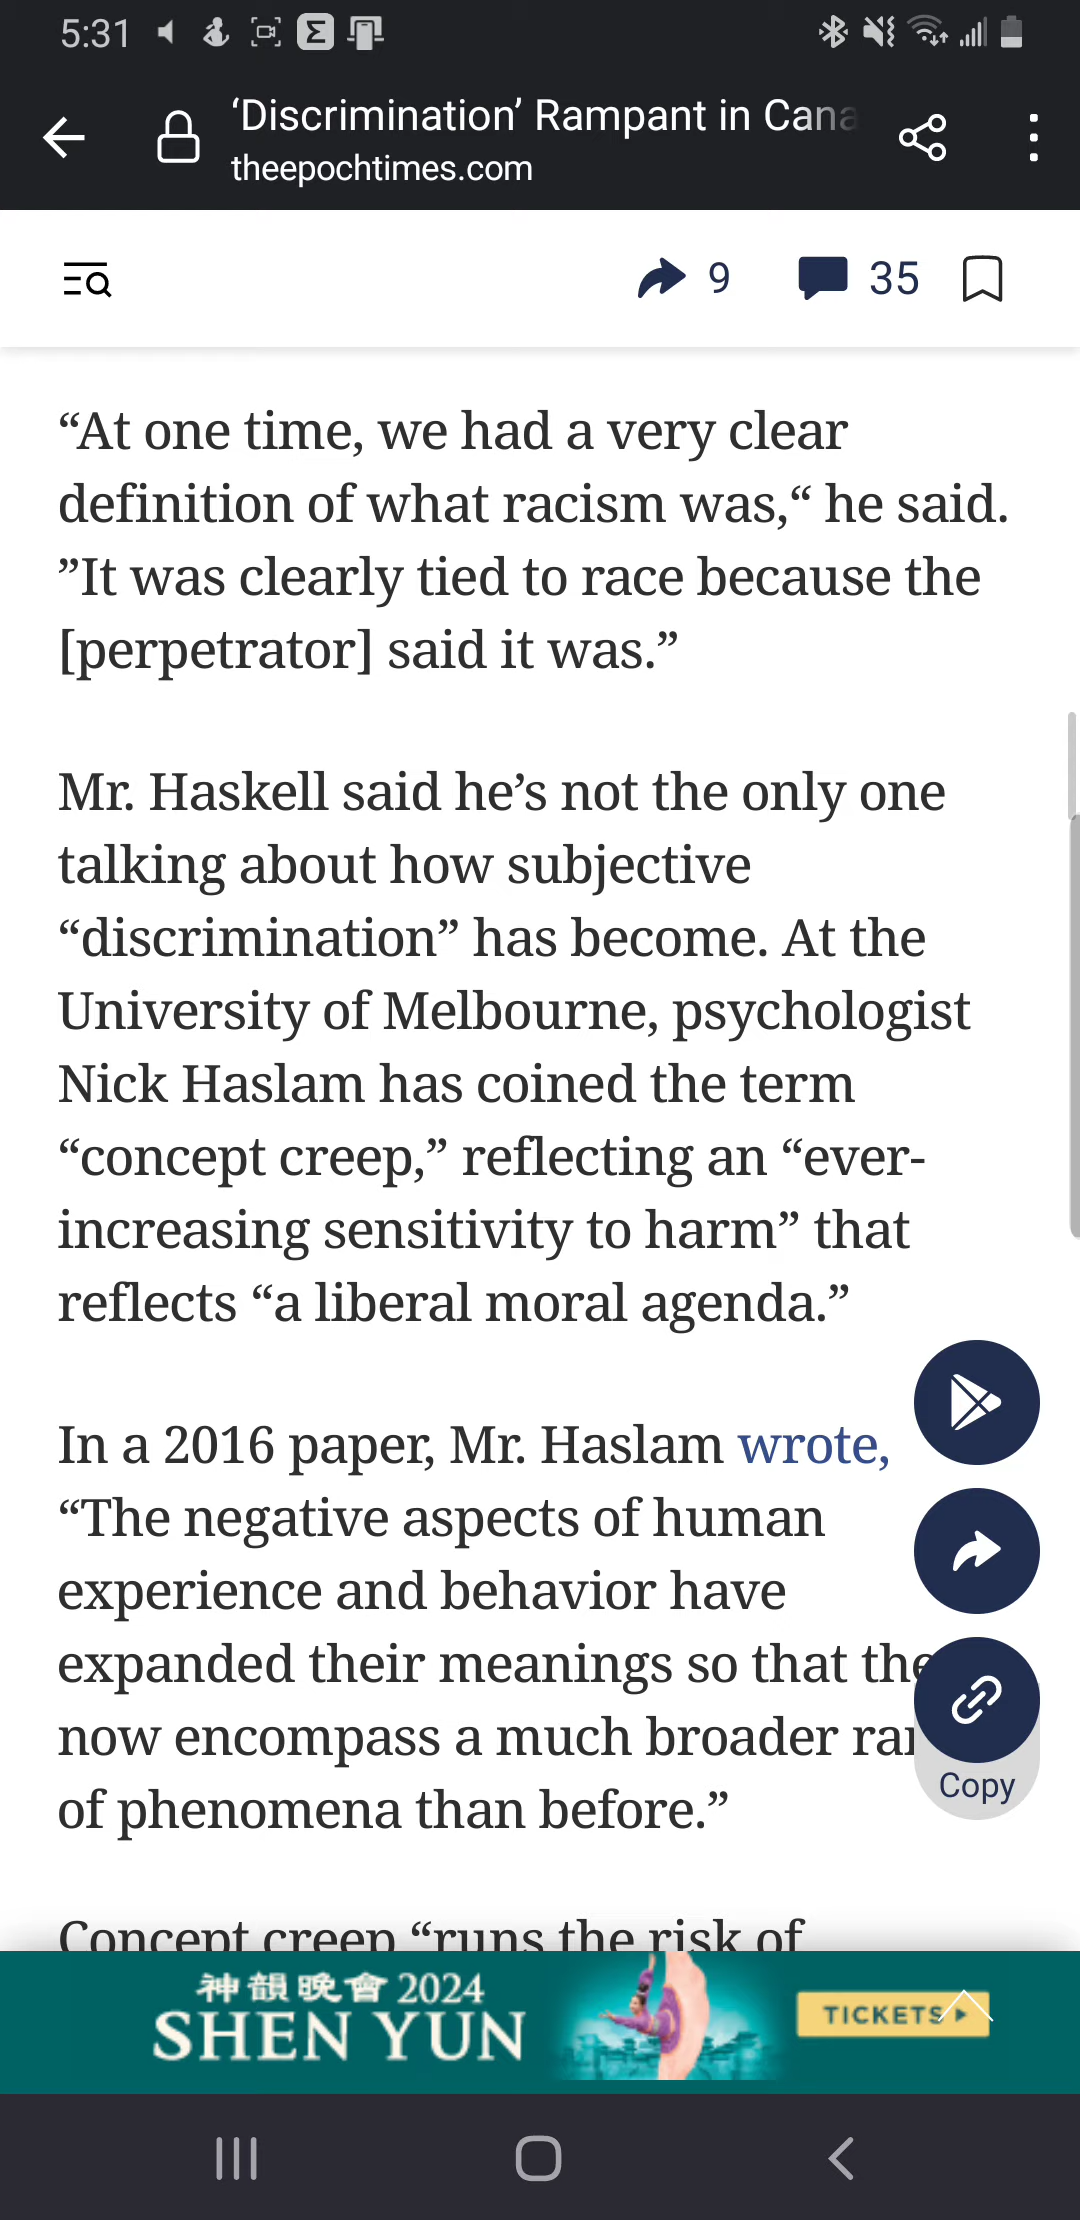 5:31
‘Discrimination’ Rampant in Cana
theepochtimes.com
9
35
“At one time, we had a very clear
definition of what racism was,“ he said.
”It was clearly tied to race because the
[perpetrator] said it was.”
Mr. Haskell said he’s not the only one
talking about how subjective
“discrimination” has become. At the
University of Melbourne, psychologist
Nick Haslam has coined the term
“concept creep,” reflecting an “ever-
increasing sensitivity to harm” that
reflects “a liberal moral agenda.”
In a 2016 paper, Mr. Haslam wrote,
“The negative aspects of human
experience and behavior have
expanded their meanings so that the
now encompass a much broader ra
of phenomena than before.”
Copy
Concept creep “runs the risk of
神韻晚會 2024
SHEN YUN
TICKETS